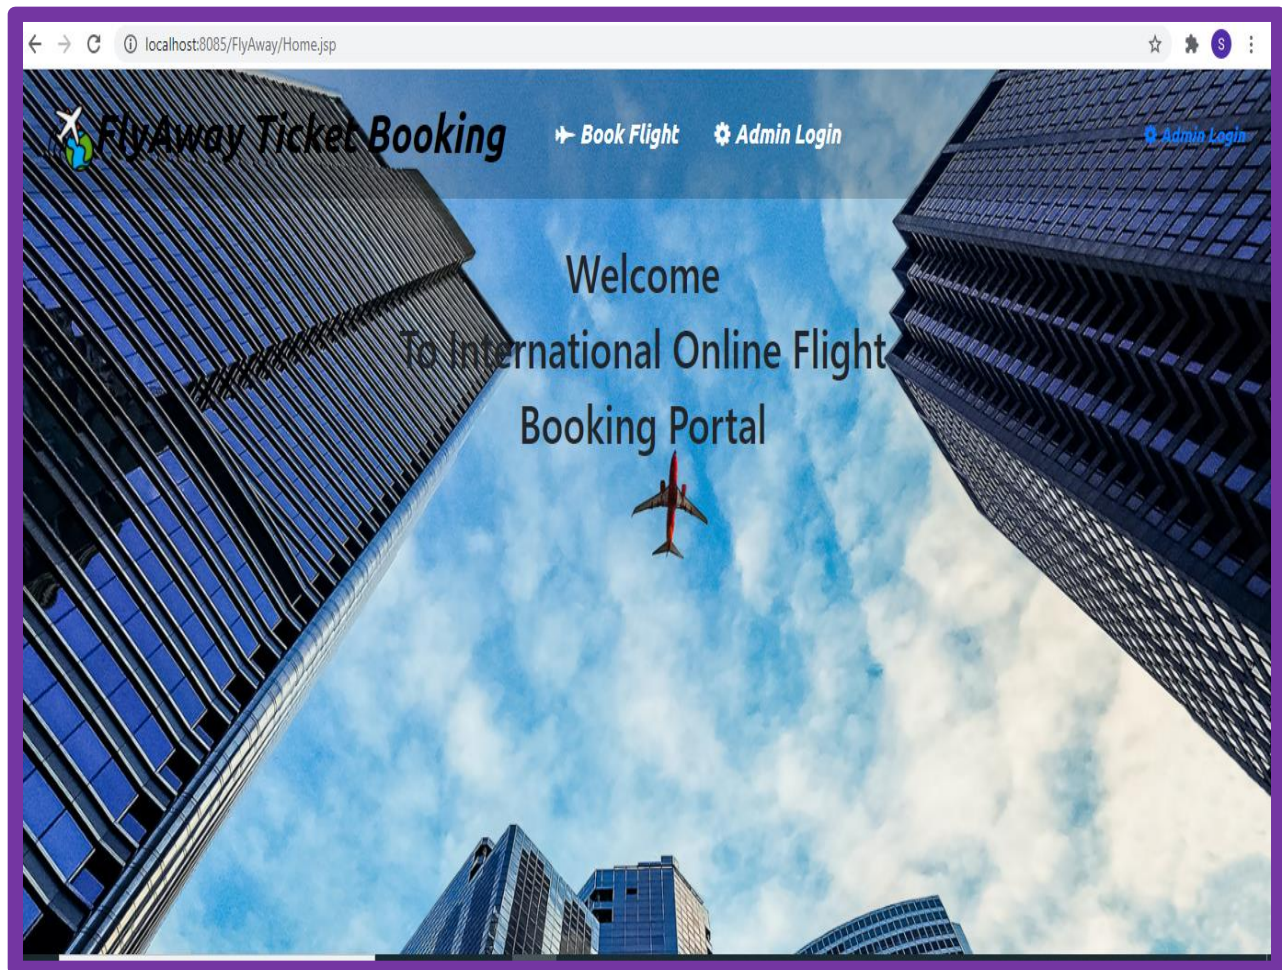 localhost:8085/FlyAway/Home.jsp
S
FlyAway Ticket Booking Book Flight Admin Login Admin Login
Welcome
To International Online Flight
Booking Portal